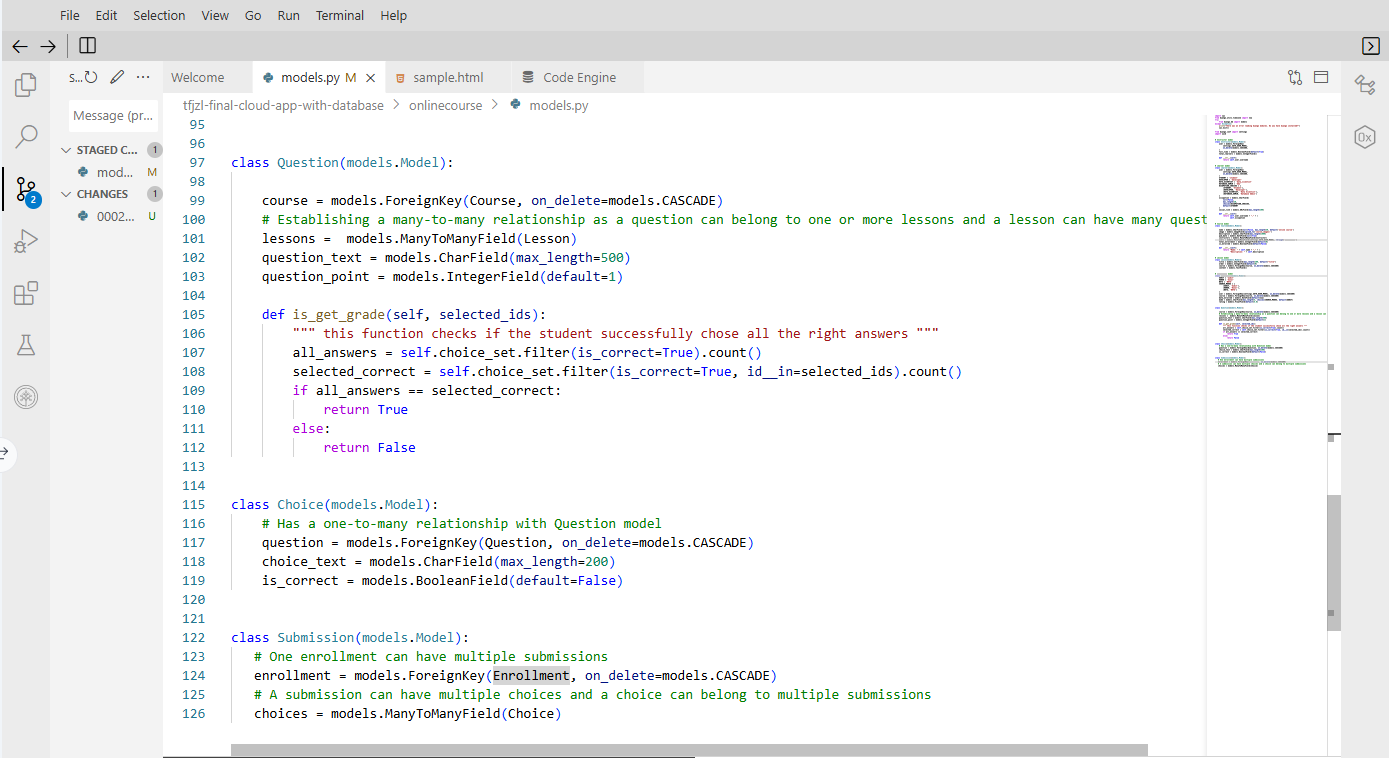 File Edit Selection View Go Run Terminal Help
S... Welcome models.py M sample.html Code Engine
tfjzl-final-cloud-app-with-database > onlinecourse > models.py
Message (pr...
STAGED C... 1
mod... M
CHANGES 1
0002... U
2
0x
95
96
97 class Question(models.Model):
98
99 course = models.ForeignKey(Course, on_delete=models.CASCADE)
100 # Establishing a many-to-many relationship as a question can belong to one or more lessons and a lesson can have many quest
101 lessons =  models.ManyToManyField(Lesson)
102 question_text = models.CharField(max_length=500)
103 question_point = models.IntegerField(default=1)
104
105 def is_get_grade(self, selected_ids):
106 """ this function checks if the student successfully chose all the right answers """
107 all_answers = self.choice_set.filter(is_correct=True).count()
108 selected_correct = self.choice_set.filter(is_correct=True, id__in=selected_ids).count()
109 if all_answers == selected_correct:
110 return True
111 else:
112 return False
113
114
115 class Choice(models.Model):
116 # Has a one-to-many relationship with Question model
117 question = models.ForeignKey(Question, on_delete=models.CASCADE)
118 choice_text = models.CharField(max_length=200)
119 is_correct = models.BooleanField(default=False)
120
121
122 class Submission(models.Model):
123 # One enrollment can have multiple submissions
124 enrollment = models.ForeignKey(Enrollment, on_delete=models.CASCADE)
125 # A submission can have multiple choices and a choice can belong to multiple submissions
126 choices = models.ManyToManyField(Choice)